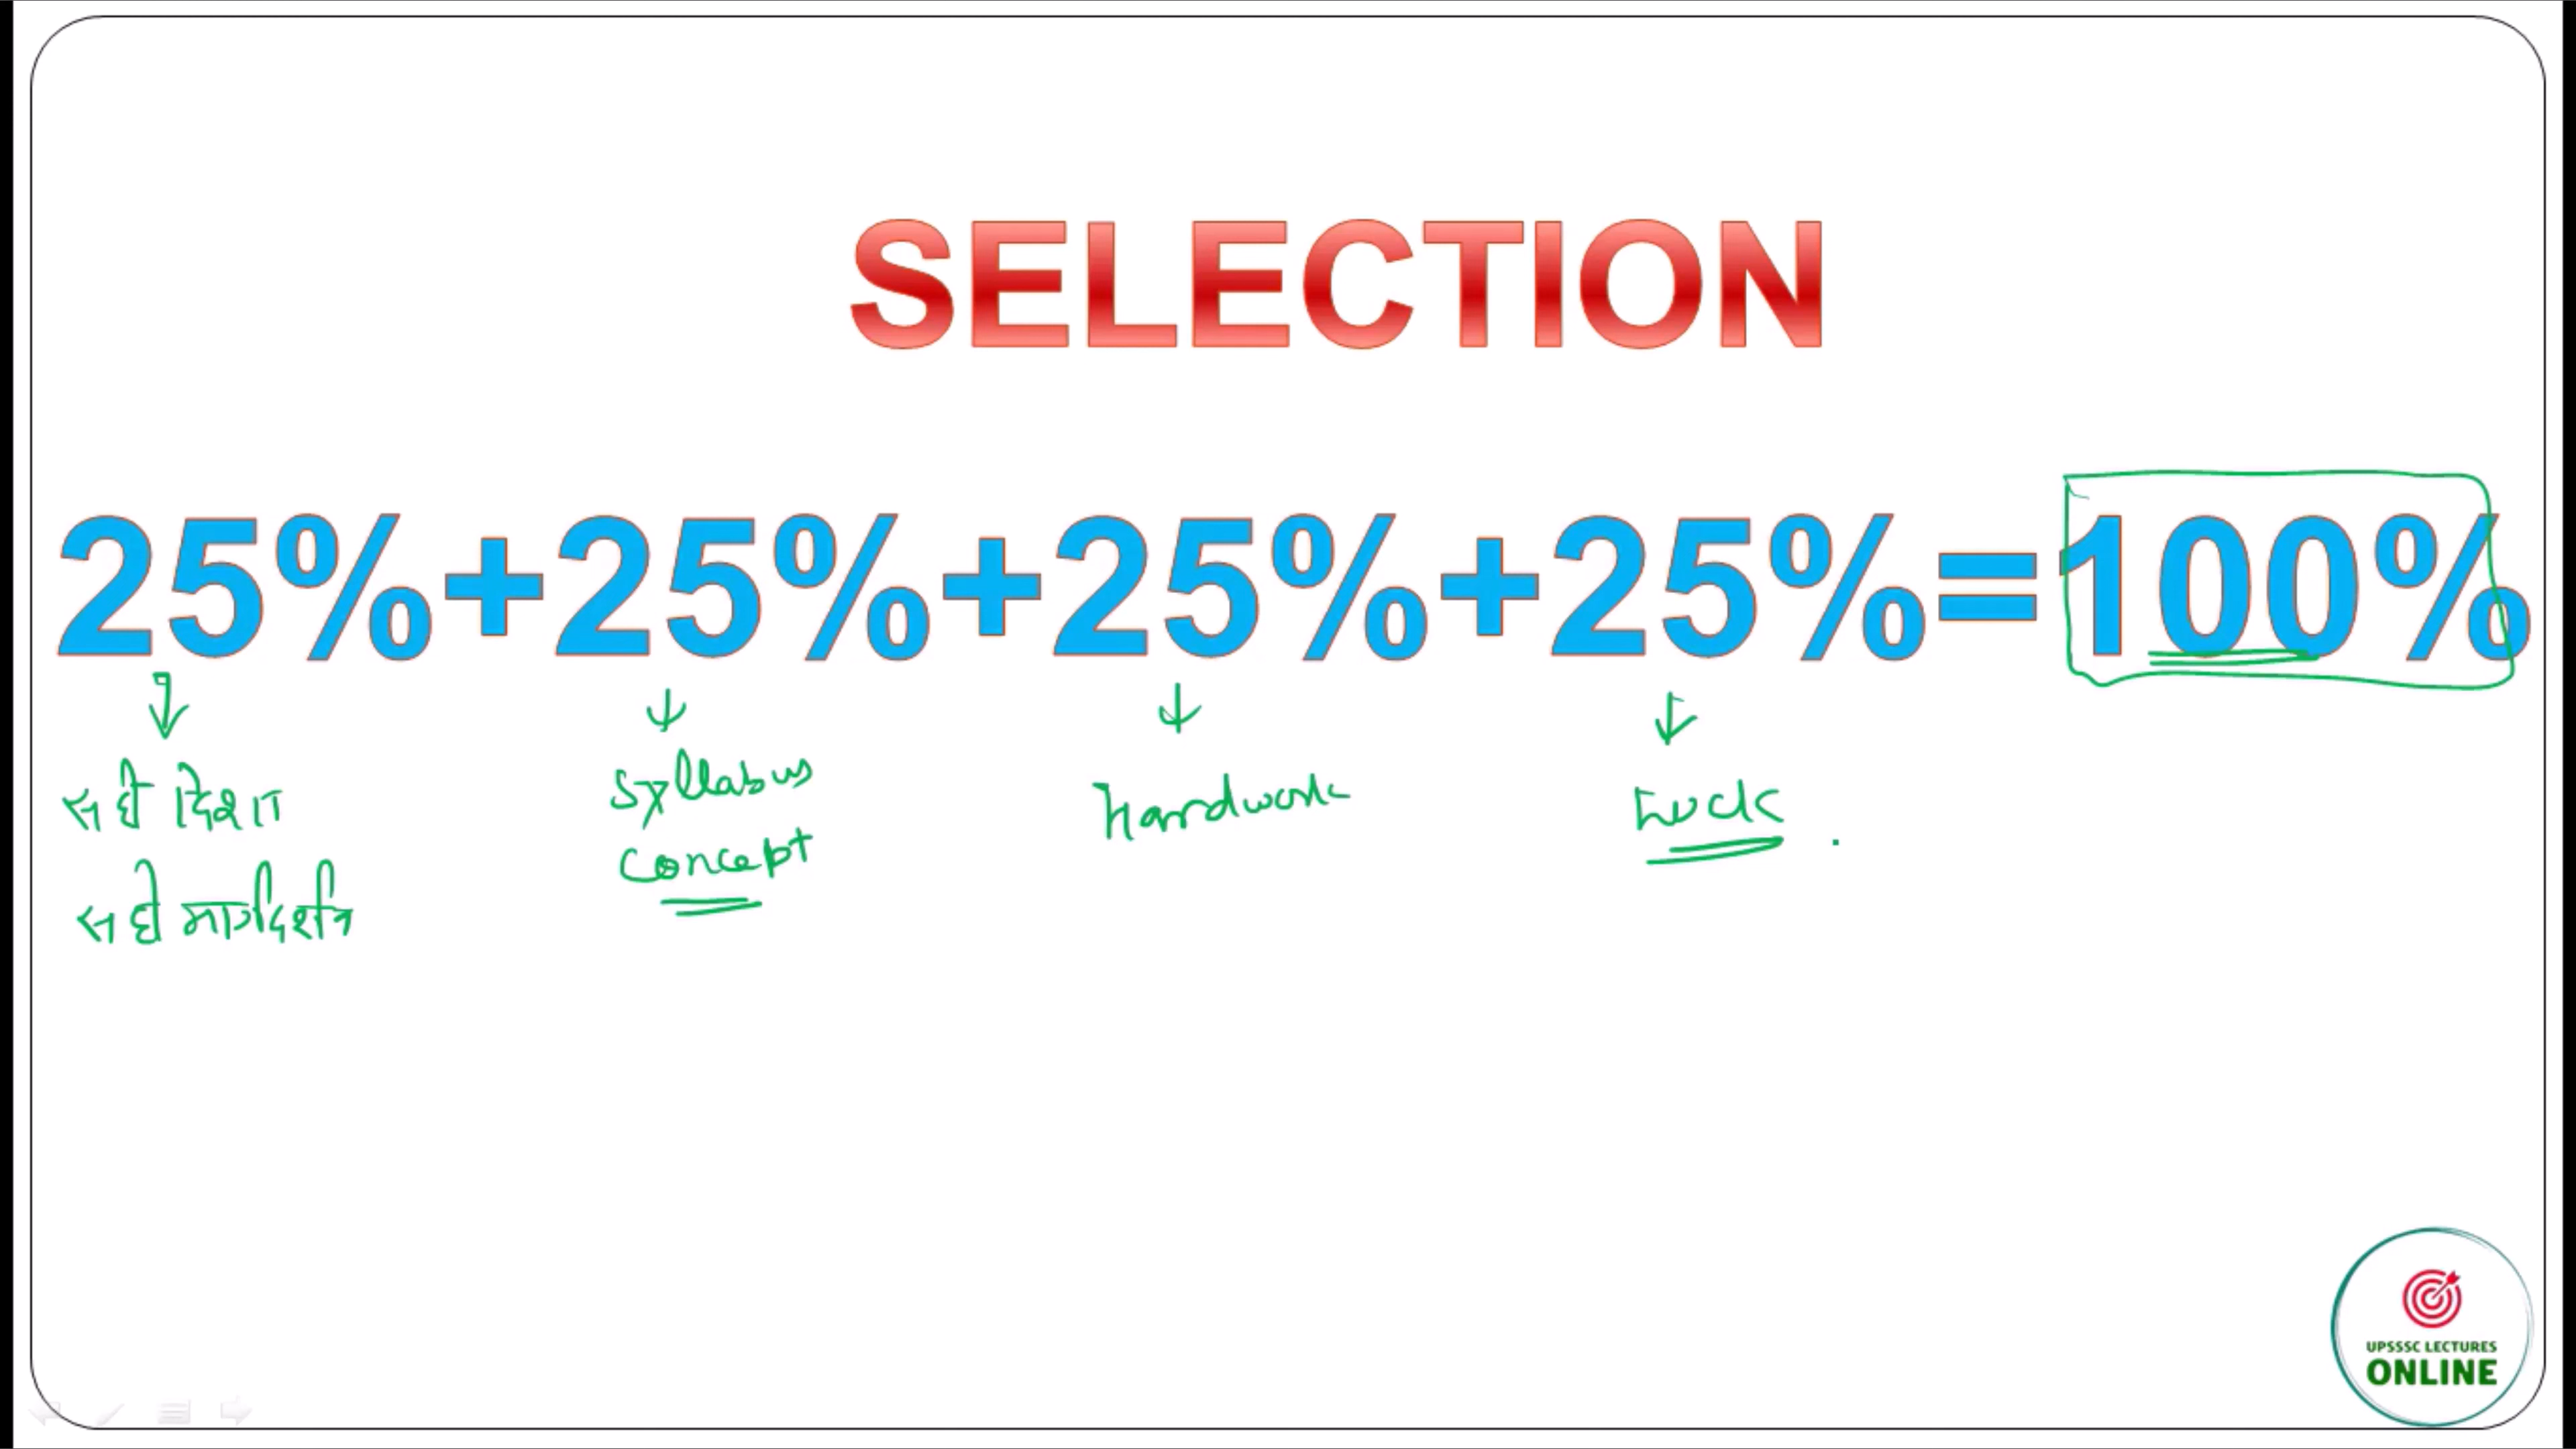 SELECTION
25%+25%+25%+25%=100%
सही दिशा
सही मार्गदर्शन
Syllabus
Concept
hardwork
Luck
UPSSSC LECTURES
ONLINE